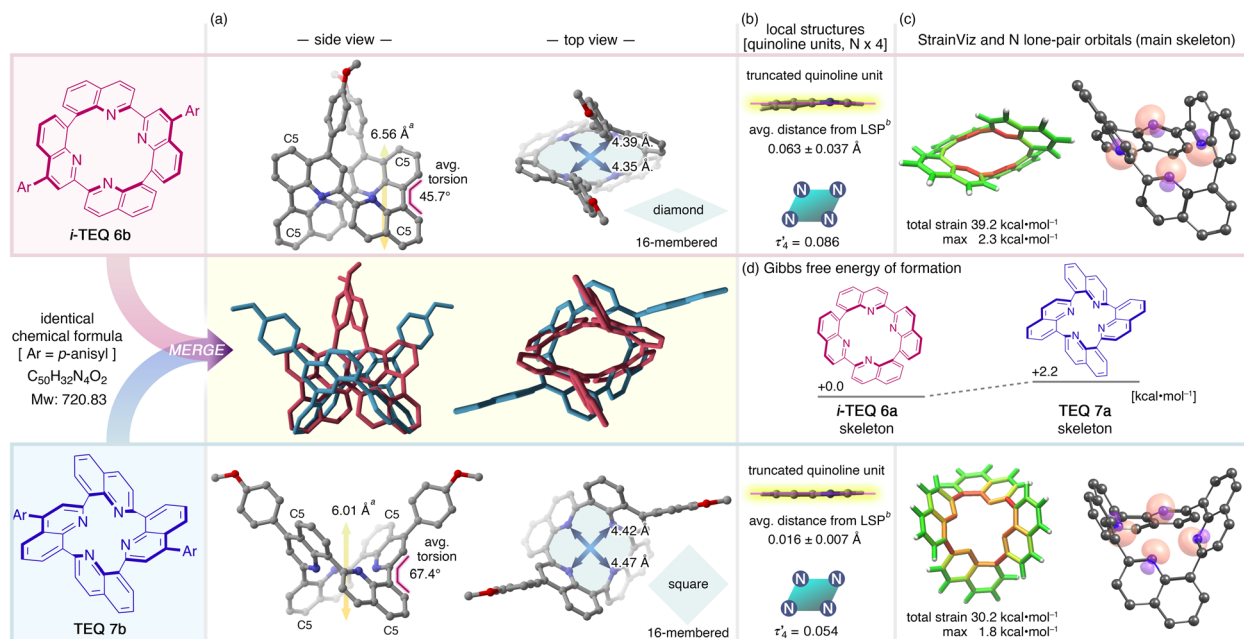 (a)
— side view —
— top view —
(b)
local structures
[quinoline units, N x 4]
(c)
StrainViz and N lone-pair orbitals (main skeleton)
Ar
N
N
N
N
Ar
i-TEQ 6b
C5
6.56 Åᵃ
C5
avg.
torsion
45.7º
C5
C5
4.39 Å.
4.35 Å.
diamond
16-membered
truncated quinoline unit
avg. distance from LSPᵇ
0.063 ± 0.037 Å
N
N
N
N
τ'₄ = 0.086
total strain 39.2 kcal•mol⁻¹
max 2.3 kcal•mol⁻¹
identical
chemical formula
[ Ar = p-anisyl ]
C₅₀H₃₂N₄O₂
Mw: 720.83
MERGE
(d) Gibbs free energy of formation
N
N
N
N
+0.0
i-TEQ 6a
skeleton
N
N
N
N
+2.2
TEQ 7a
skeleton
[kcal•mol⁻¹]
Ar
N
N
N
N
Ar
TEQ 7b
C5
6.01 Åᵃ
C5
avg.
torsion
67.4º
C5
C5
4.42 Å
4.47 Å
square
16-membered
truncated quinoline unit
avg. distance from LSPᵇ
0.016 ± 0.007 Å
N
N
N
N
τ'₄ = 0.054
total strain 30.2 kcal•mol⁻¹
max 1.8 kcal•mol⁻¹